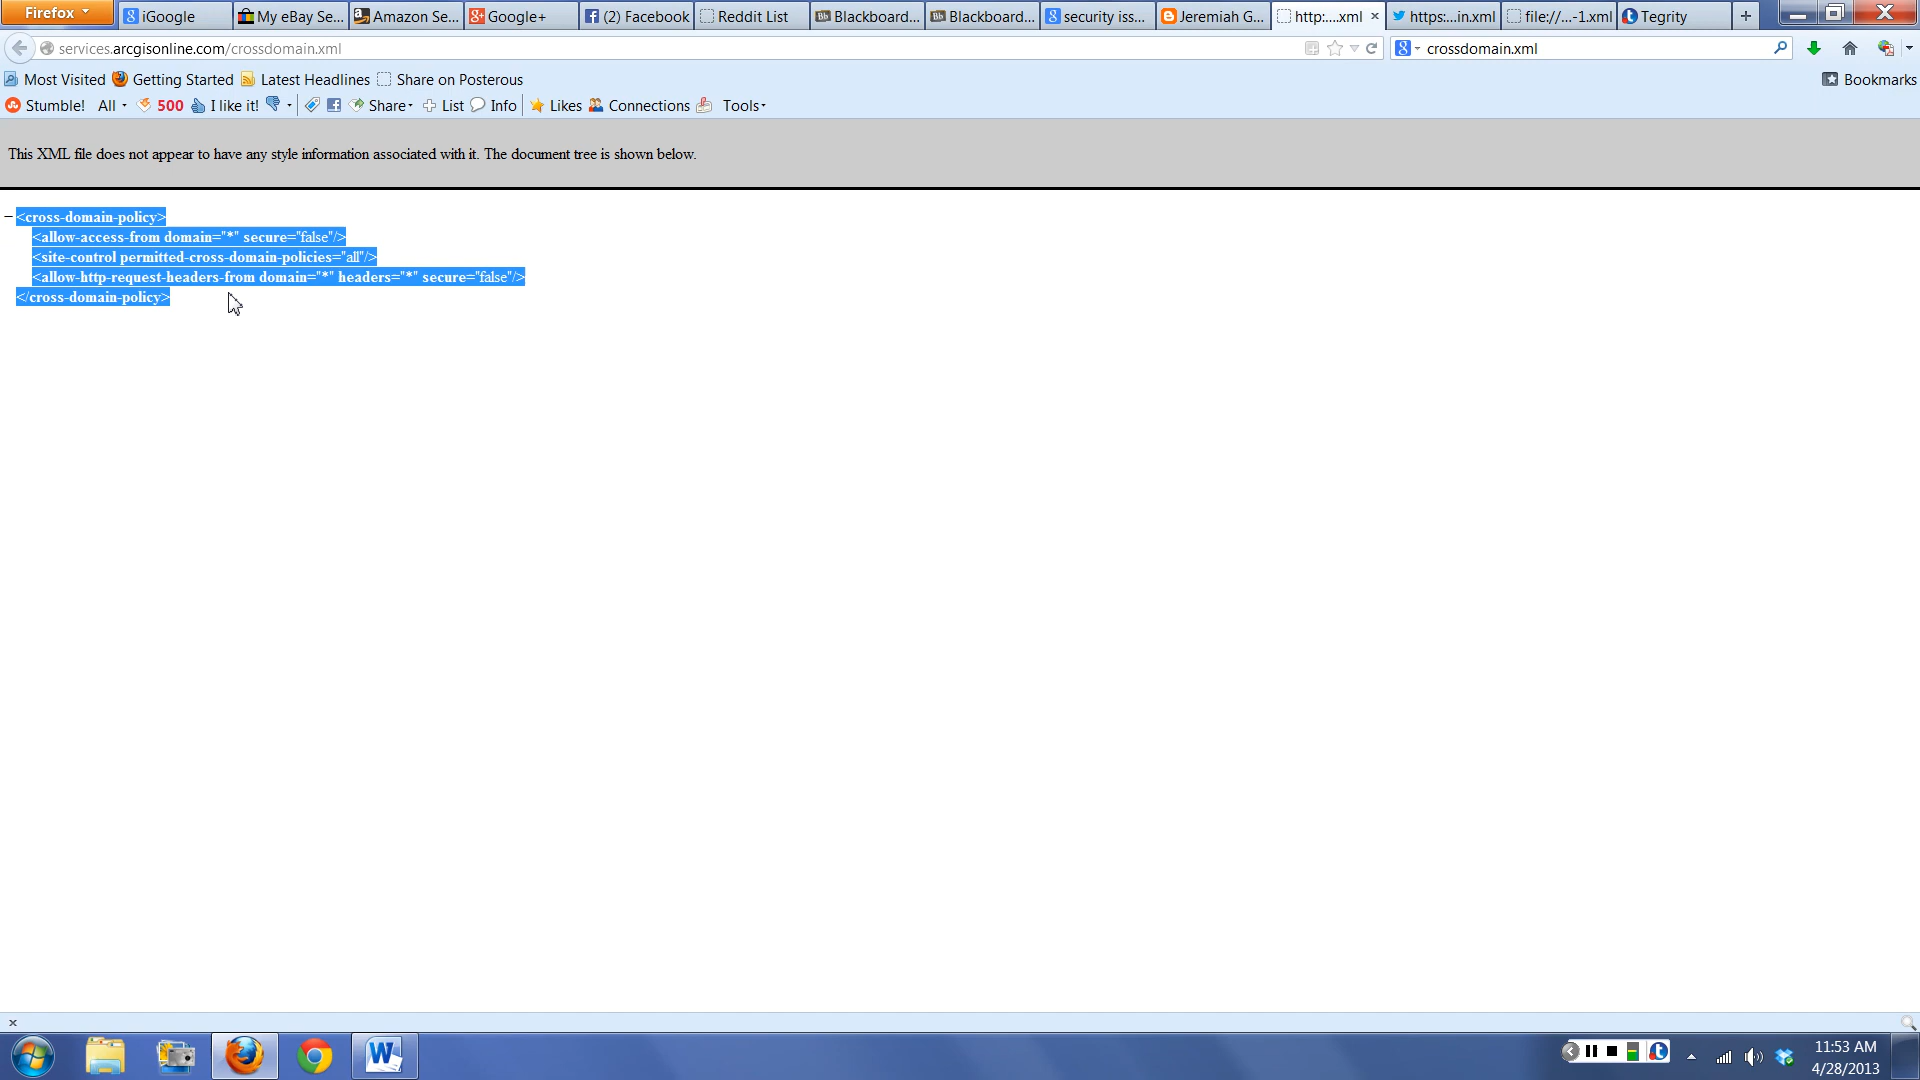 Firefox
iGoogle
My eBay Se...
Amazon Se...
Google+
(2) Facebook
Reddit List
Blackboard...
Blackboard...
security iss...
Jeremiah G...
http:....xml
https:...in.xml
file://...-1.xml
Tegrity
services.arcgisonline.com/crossdomain.xml
crossdomain.xml
Most Visited Getting Started Latest Headlines Share on Posterous Bookmarks
Stumble! All 500 I like it! Share List Info Likes Connections Tools
This XML file does not appear to have any style information associated with it. The document tree is shown below.
<cross-domain-policy>
<allow-access-from domain="*" secure="false"/>
<site-control permitted-cross-domain-policies="all"/>
<allow-http-request-headers-from domain="*" headers="*" secure="false"/>
</cross-domain-policy>
11:53 AM
4/28/2013